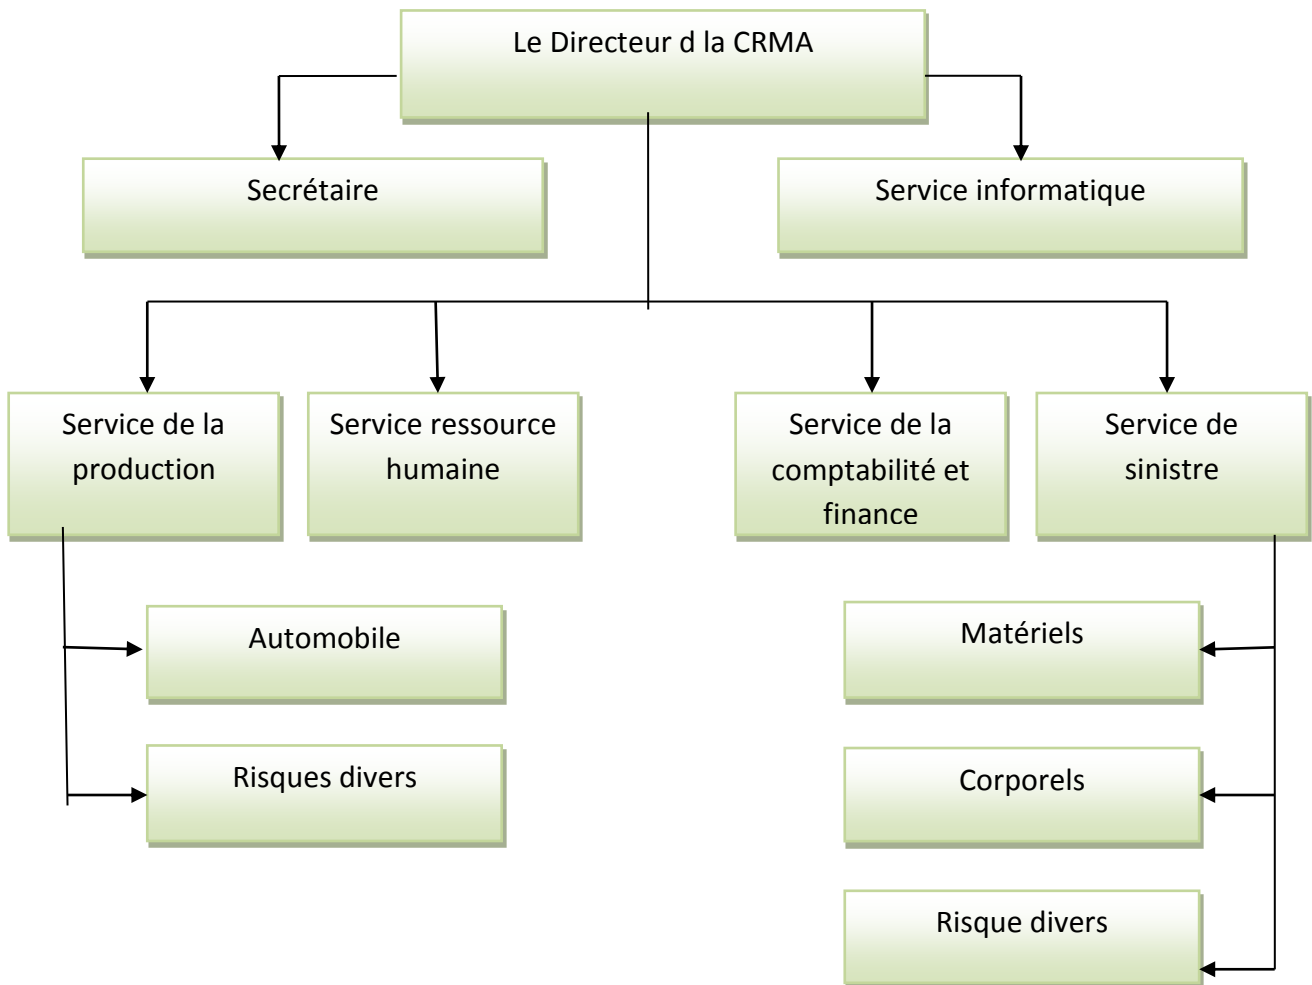 Le Directeur d la CRMA
Secrétaire
Service informatique
Service de la
production
Service ressource
humaine
Service de la
comptabilité et
finance
Service de
sinistre
Automobile
Risques divers
Matériels
Corporels
Risque divers